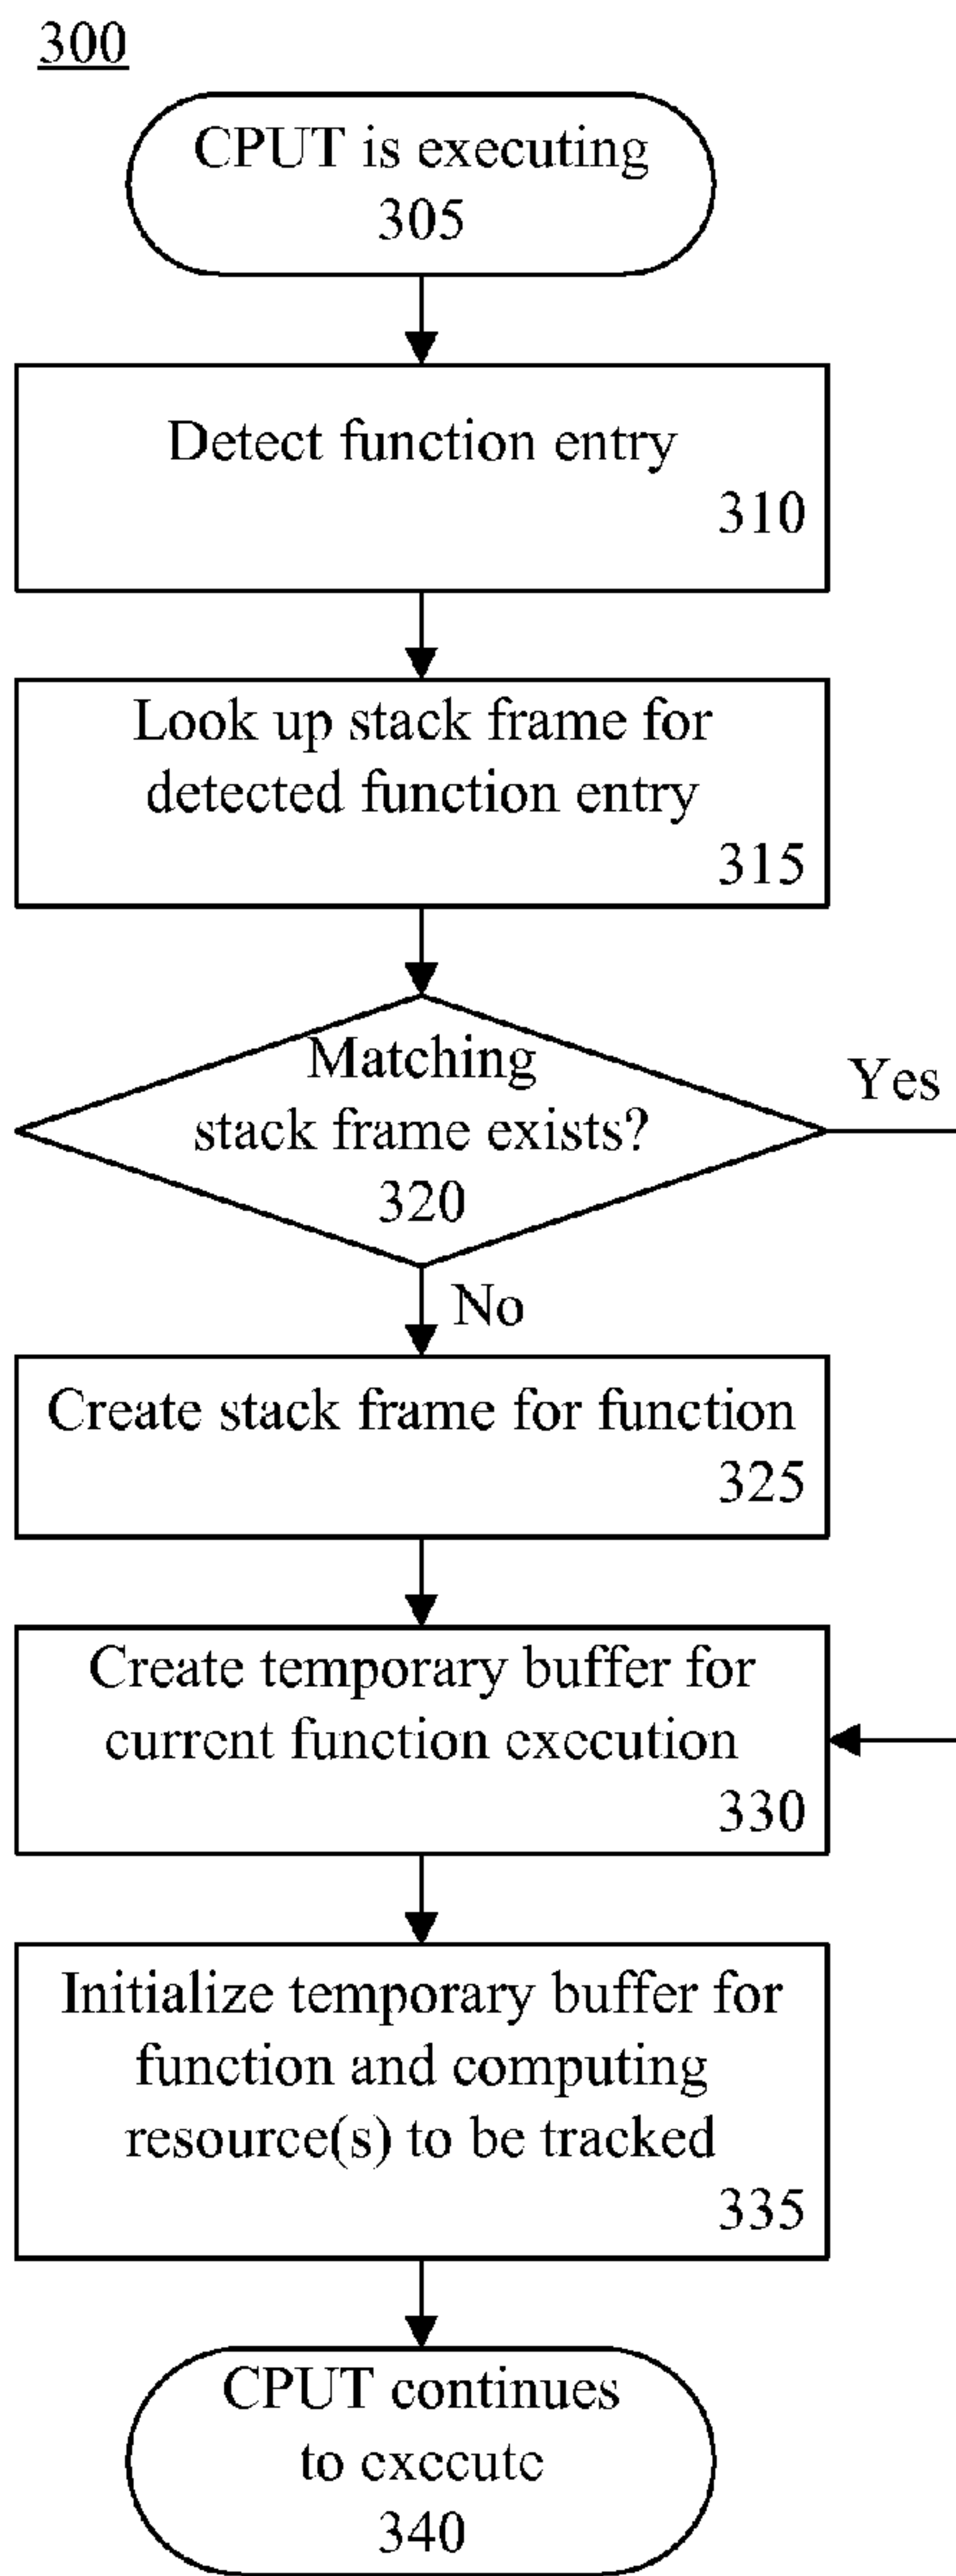 300
CPUT is executing
305
Detect function entry
310
Look up stack frame for
detected function entry
315
Matching
stack frame exists?
320
Yes
No
Create stack frame for function
325
Create temporary buffer for
current function execution
330
Initialize temporary buffer for
function and computing
resource(s) to be tracked
335
CPUT continues
to execute
340